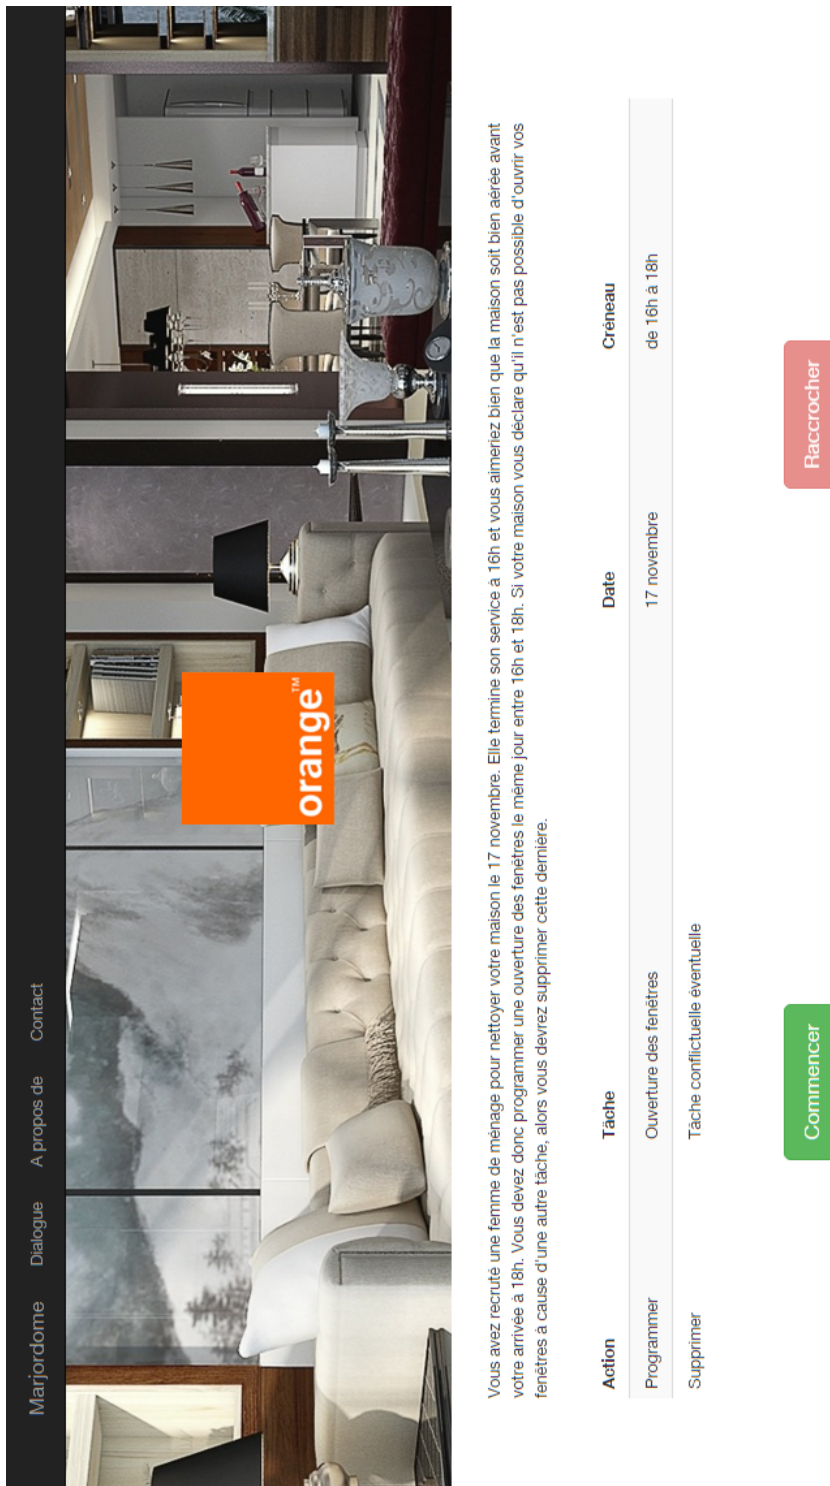 Marjordome Dialogue A propos de Contact
orange™
Vous avez recruté une femme de ménage pour nettoyer votre maison le 17 novembre. Elle termine son service à 16h et vous aimeriez bien que la maison soit bien aérée avant
votre arrivée à 18h. Vous devez donc programmer une ouverture des fenêtres le même jour entre 16h et 18h. Si votre maison vous déclare qu'il n'est pas possible d'ouvrir vos
fenêtres à cause d'une autre tâche, alors vous devrez supprimer cette dernière.
Action Tâche Date Créneau
Programmer Ouverture des fenêtres 17 novembre de 16h à 18h
Supprimer Tâche conflictuelle éventuelle
Commencer Raccrocher